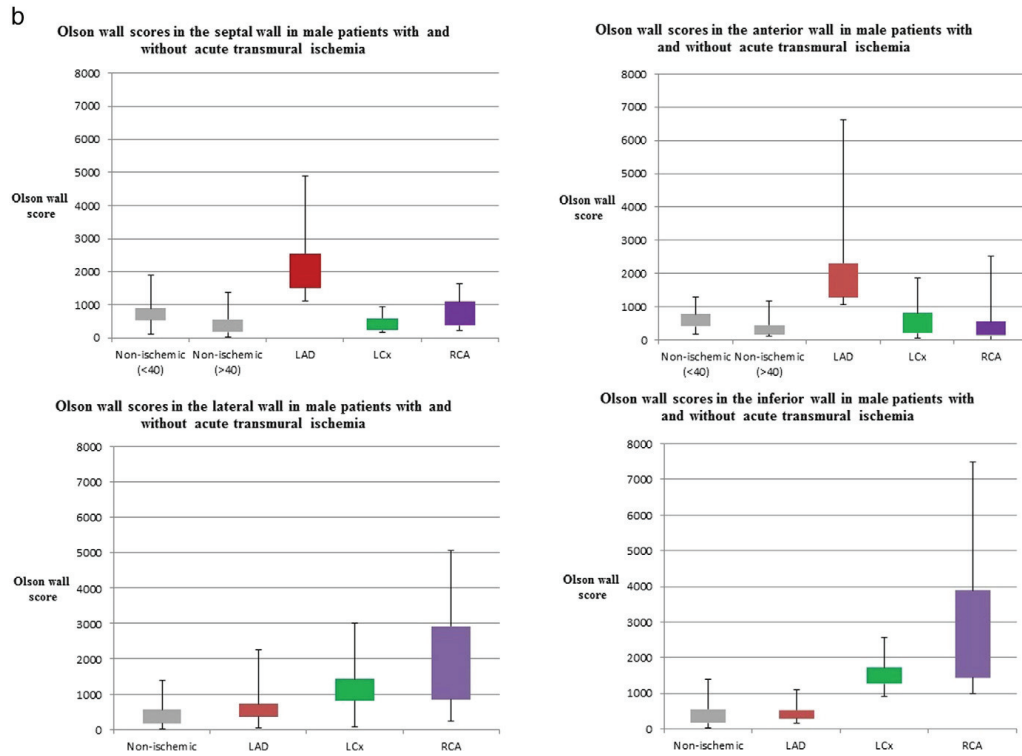 b
Olson wall scores in the septal wall in male patients with and
without acute transmural ischemia
8000
7000
6000
5000
4000
3000
2000
1000
0
Olson wall
score
Non-ischemic
(<40)
Non-ischemic
(>40)
LAD
LCx
RCA
Olson wall scores in the anterior wall in male patients with
and without acute transmural ischemia
8000
7000
6000
5000
4000
3000
2000
1000
0
Olson wall
score
Non-ischemic
(<40)
Non-ischemic
(>40)
LAD
LCx
RCA
Olson wall scores in the lateral wall in male patients with and
without acute transmural ischemia
8000
7000
6000
5000
4000
3000
2000
1000
0
Olson wall
score
Non-ischemic
LAD
LCx
RCA
Olson wall scores in the inferior wall in male patients with
and without acute transmural ischemia
8000
7000
6000
5000
4000
3000
2000
1000
0
Olson wall
score
Non-ischemic
LAD
LCx
RCA